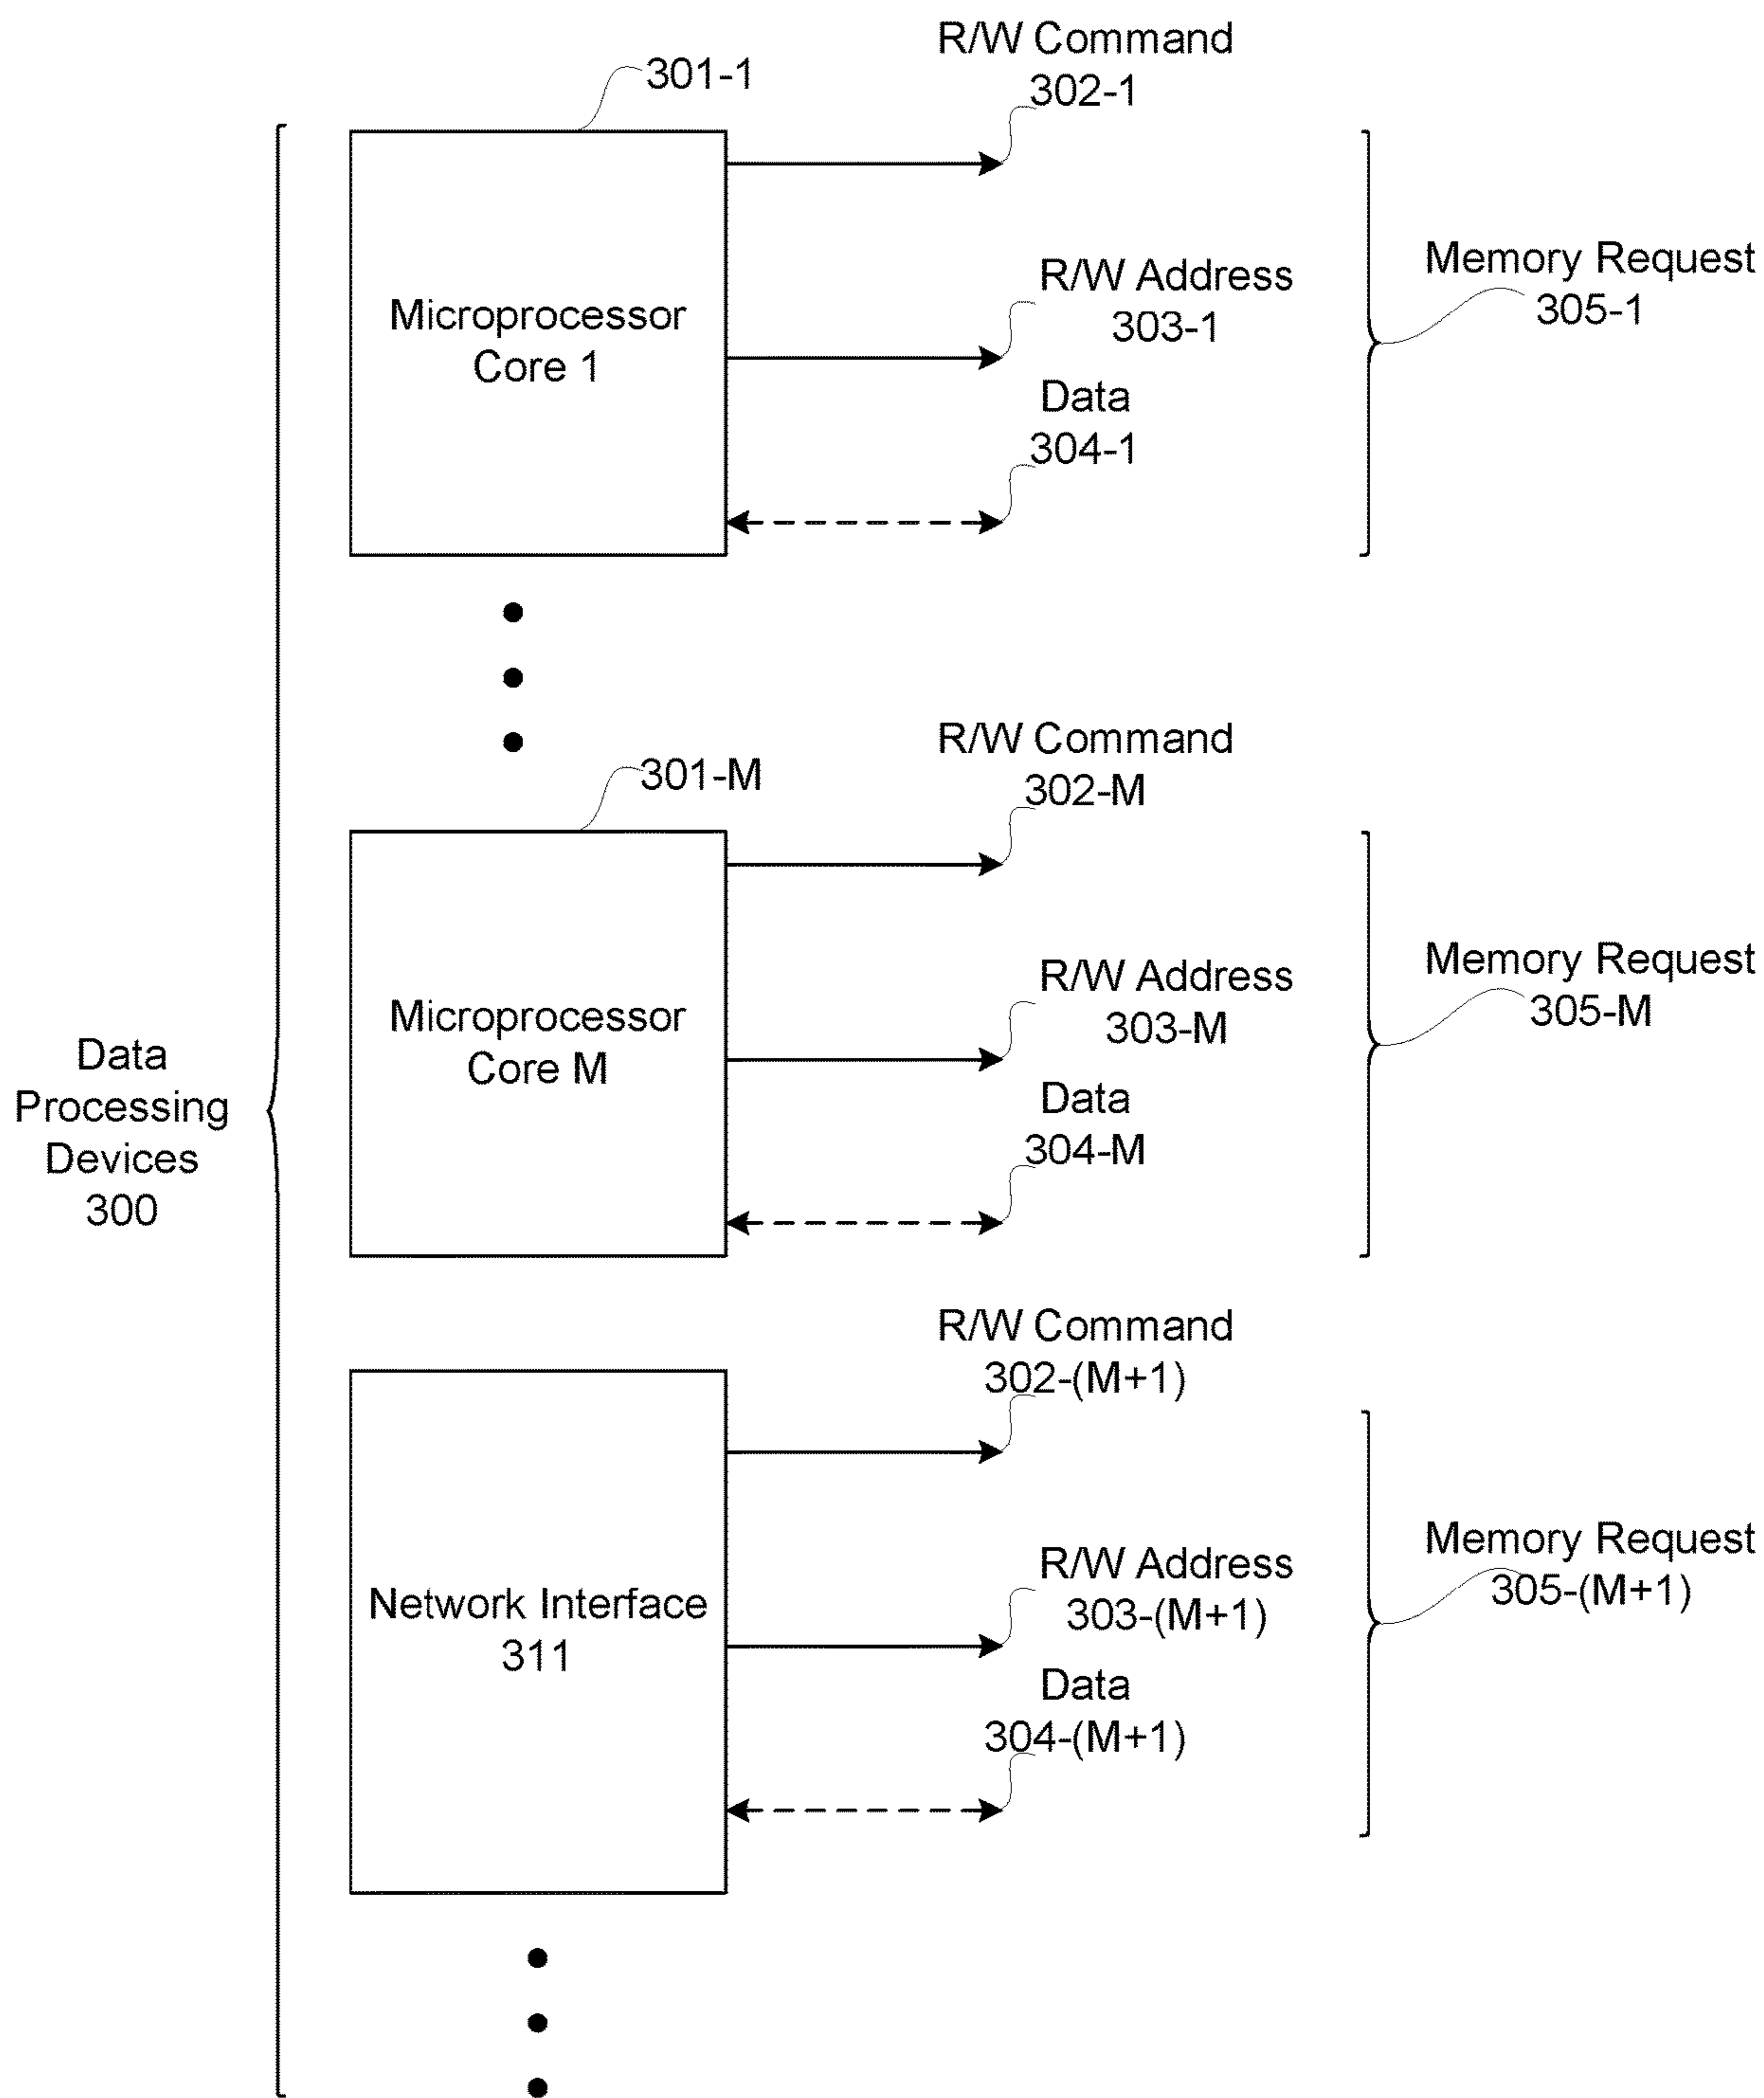 R/W Command
302-1
301-1
Microprocessor
Core 1
R/W Address
303-1
Data
304-1
Memory Request
305-1
R/W Command
302-M
301-M
Microprocessor
Core M
R/W Address
303-M
Data
304-M
Memory Request
305-M
Data
Processing
Devices
300
R/W Command
302-(M+1)
Network Interface
311
R/W Address
303-(M+1)
Data
304-(M+1)
Memory Request
305-(M+1)